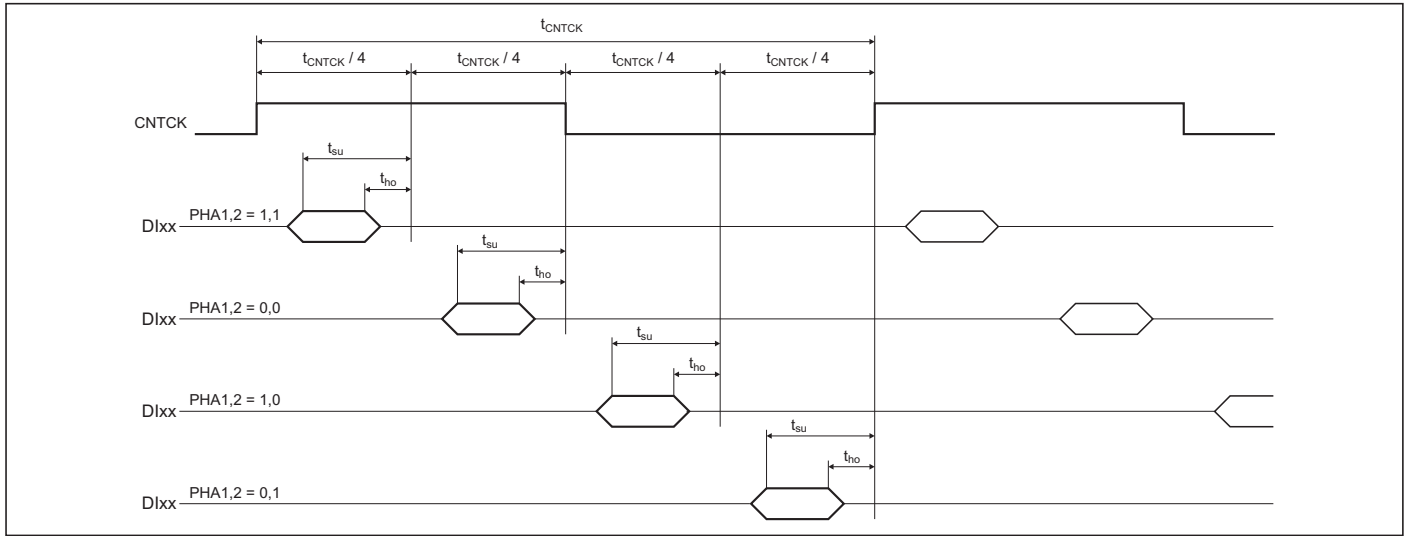 tCNTCK
tCNTCK / 4 tCNTCK / 4 tCNTCK / 4 tCNTCK / 4
CNTCK
tsu
tho
DIxx PHA1,2 = 1,1
tsu
tho
DIxx PHA1,2 = 0,0
tsu
tho
DIxx PHA1,2 = 1,0
tsu
tho
DIxx PHA1,2 = 0,1